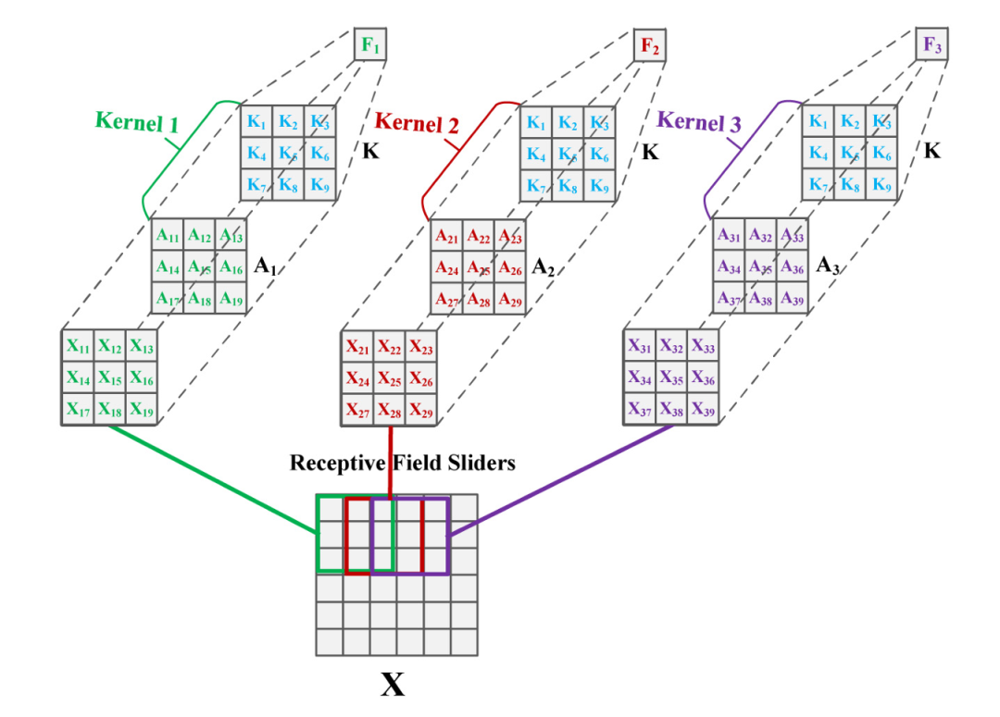 F₁ F₂ F₃
Kernel 1 Kernel 2 Kernel 3
K₁ K₂ K₃ K₁ K₂ K₃ K₁ K₂ K₃
K₄ K₅ K₆ K K₄ K₅ K₆ K K₄ K₅ K₆ K
K₇ K₈ K₉ K₇ K₈ K₉ K₇ K₈ K₉
A₁₁ A₁₂ A₁₃ A₂₁ A₂₂ A₂₃ A₃₁ A₃₂ A₃₃
A₁₄ A₁₅ A₁₆ A₁ A₂₄ A₂₅ A₂₆ A₂ A₃₄ A₃₅ A₃₆ A₃
A₁₇ A₁₈ A₁₉ A₂₇ A₂₈ A₂₉ A₃₇ A₃₈ A₃₉
X₁₁ X₁₂ X₁₃ X₂₁ X₂₂ X₂₃ X₃₁ X₃₂ X₃₃
X₁₄ X₁₅ X₁₆ X₂₄ X₂₅ X₂₆ X₃₄ X₃₅ X₃₆
X₁₇ X₁₈ X₁₉ X₂₇ X₂₈ X₂₉ X₃₇ X₃₈ X₃₉
Receptive Field Sliders
X